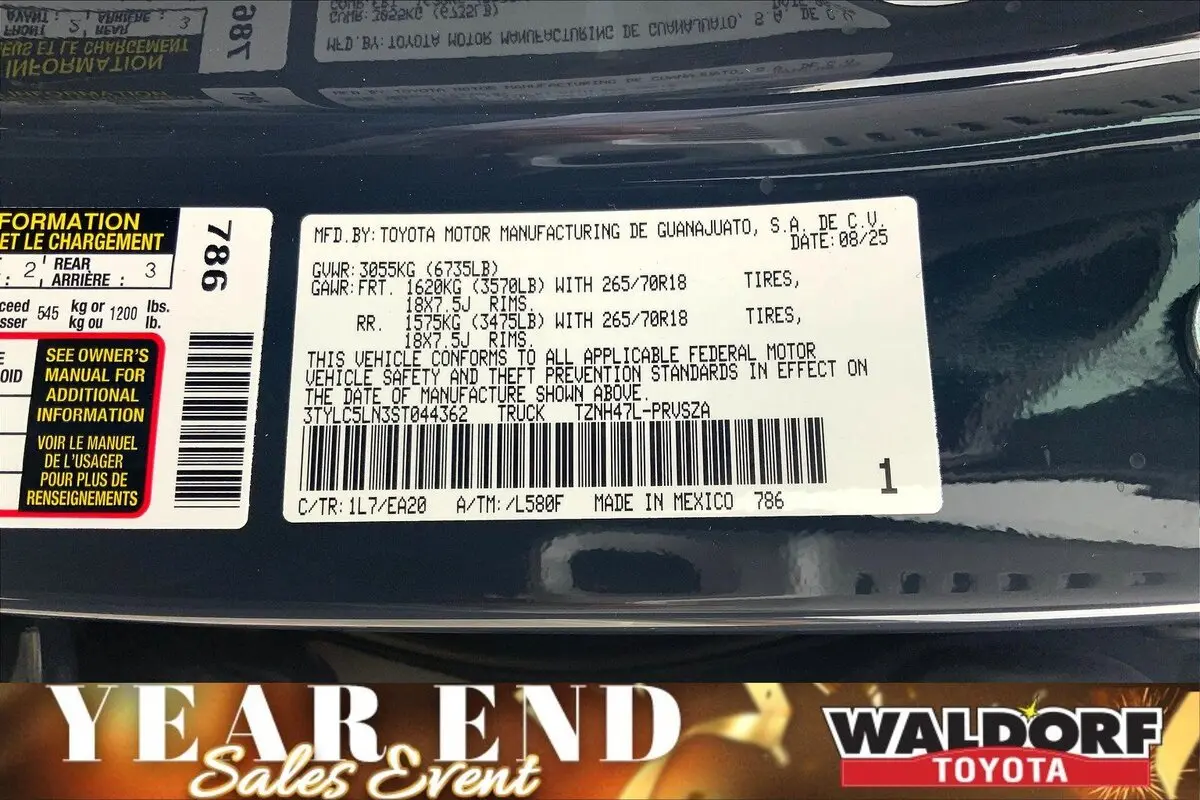 FORMATION
ET LE CHARGEMENT
: 2 REAR ARRIÈRE : 3
545 kg or kg ou 1200 lbs. lb.
SEE OWNER'S
MANUAL FOR
ADDITIONAL
INFORMATION
VOIR LE MANUEL
DE L'USAGER
POUR PLUS DE
RENSEIGNEMENTS
786
MFD.BY: TOYOTA MOTOR MANUFACTURING DE GUANAJUATO, S.A. DE C.V.
DATE: 08/25
GVWR: 3055KG (6735LB)
GAWR: FRT. 1620KG (3570LB) WITH 265/70R18 TIRES,
18X7.5J RIMS.
RR. 1575KG (3475LB) WITH 265/70R18 TIRES,
18X7.5J RIMS.
THIS VEHICLE CONFORMS TO ALL APPLICABLE FEDERAL MOTOR
VEHICLE SAFETY AND THEFT PREVENTION STANDARDS IN EFFECT ON
THE DATE OF MANUFACTURE SHOWN ABOVE.
3TYLC5LN3ST044362 TRUCK TZNH47L-PRVSZA
1
C/TR: 1L7/EA20 A/TM: /L580F MADE IN MEXICO 786
YEAR END
Sales Event
WALDORF
TOYOTA